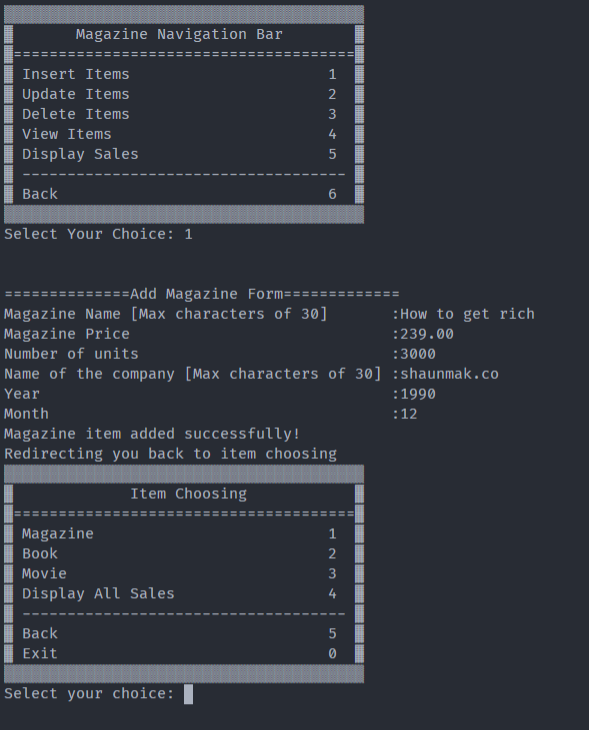 Magazine Navigation Bar
======================================
Insert Items 1
Update Items 2
Delete Items 3
View Items 4
Display Sales 5
------------------------------------
Back 6
Select Your Choice: 1
==============Add Magazine Form=============
Magazine Name [Max characters of 30] :How to get rich
Magazine Price :239.00
Number of units :3000
Name of the company [Max characters of 30] :shaunmak.co
Year :1990
Month :12
Magazine item added successfully!
Redirecting you back to item choosing
Item Choosing
======================================
Magazine 1
Book 2
Movie 3
Display All Sales 4
------------------------------------
Back 5
Exit 0
Select your choice: